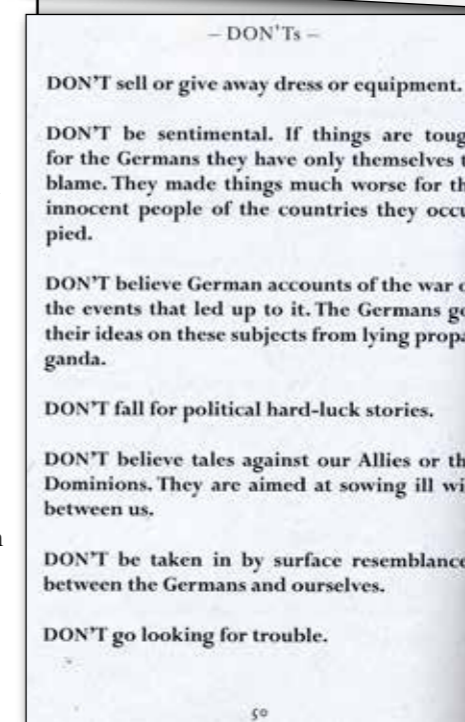 – DON'Ts –
DON'T sell or give away dress or equipment.
DON'T be sentimental. If things are toug
for the Germans they have only themselves t
blame. They made things much worse for th
innocent people of the countries they occu
pied.
DON'T believe German accounts of the war o
the events that led up to it. The Germans ge
their ideas on these subjects from lying propa
ganda.
DON'T fall for political hard-luck stories.
DON'T believe tales against our Allies or th
Dominions. They are aimed at sowing ill wi
between us.
DON'T be taken in by surface resemblance
between the Germans and ourselves.
DON'T go looking for trouble.
50